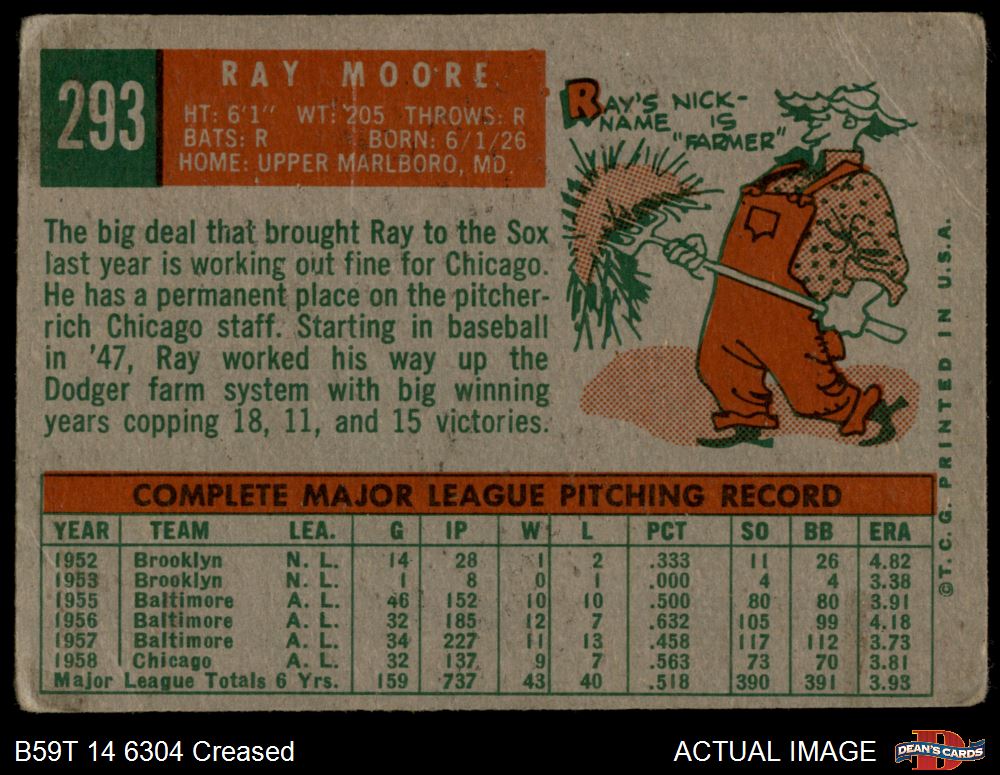 293
RAY MOORE
HT: 6'1" WT: 205 THROWS: R
BATS: R BORN: 6/1/26
HOME: UPPER MARLBORO, MD.
RAY'S NICK-
NAME IS
"FARMER"
The big deal that brought Ray to the Sox
last year is working out fine for Chicago.
He has a permanent place on the pitcher-
rich Chicago staff. Starting in baseball
in '47, Ray worked his way up the
Dodger farm system with big winning
years copping 18, 11, and 15 victories.
COMPLETE MAJOR LEAGUE PITCHING RECORD
YEAR TEAM LEA. G IP W L PCT SO BB ERA
1952 Brooklyn N. L. 14 28 1 2 .333 11 26 4.82
1953 Brooklyn N. L. 1 8 0 1 .000 4 4 3.38
1955 Baltimore A. L. 46 152 10 10 .500 80 80 3.91
1956 Baltimore A. L. 32 185 12 7 .632 105 99 4.18
1957 Baltimore A. L. 34 227 11 13 .458 117 112 3.73
1958 Chicago A. L. 32 137 9 7 .563 73 70 3.81
Major League Totals 6 Yrs. 159 737 43 40 .518 390 391 3.93
©T. C. G. PRINTED IN U.S.A.
B59T 14 6304 Creased
ACTUAL IMAGE
DEAN'S CARDS